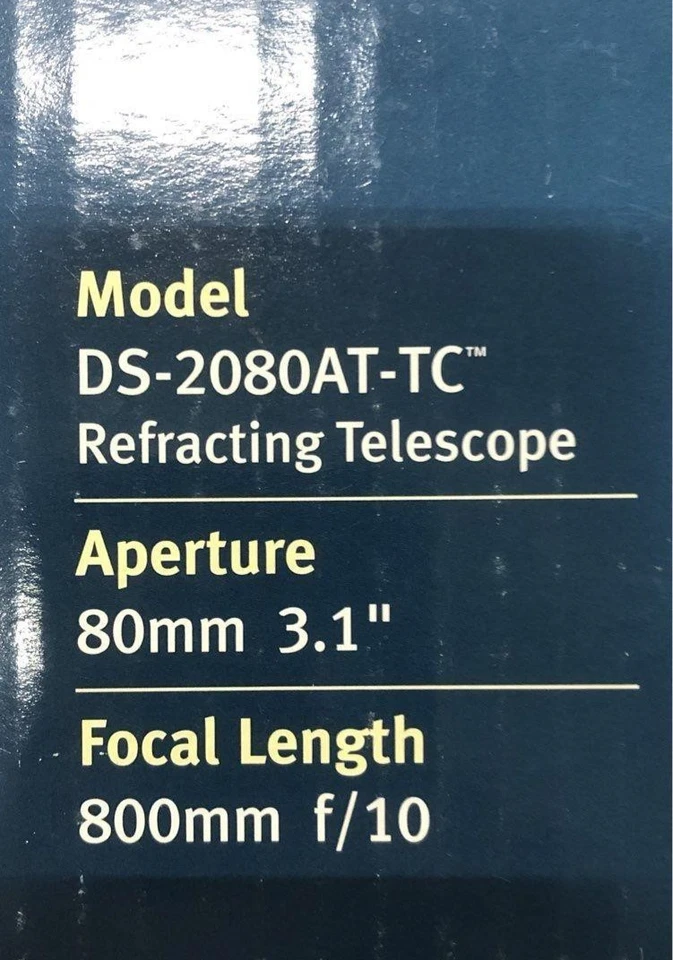 Model
DS-2080AT-TC™
Refracting Telescope
Aperture
80mm 3.1"
Focal Length
800mm f/10